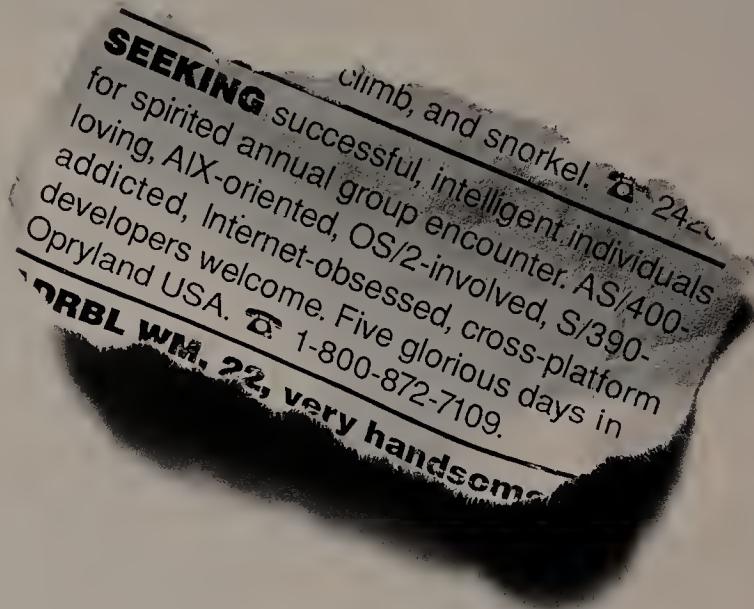 climb, and snorkel. ☎ 242
SEEKING successful, intelligent individuals
for spirited annual group encounter. AS/400-
loving, AIX-oriented, OS/2-involved, S/390-
addicted, Internet-obsessed, cross-platform
developers welcome. Five glorious days in
Opryland USA. ☎ 1-800-872-7109.
DRBL WM, 22, very handsome